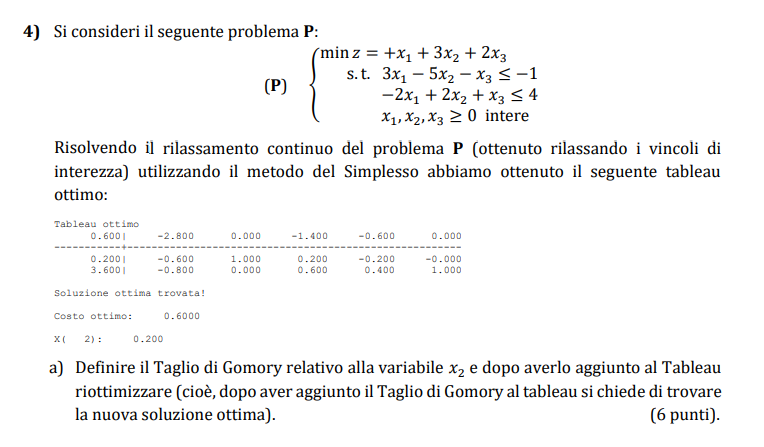 4) Si consideri il seguente problema P:
min z = +x₁ + 3x₂ + 2x₃
s.t. 3x₁ − 5x₂ − x₃ ≤ −1
(P)
−2x₁ + 2x₂ + x₃ ≤ 4
x₁, x₂, x₃ ≥ 0 intere
Risolvendo il rilassamento continuo del problema P (ottenuto rilassando i vincoli di
interezza) utilizzando il metodo del Simplesso abbiamo ottenuto il seguente tableau
ottimo:
Tableau ottimo
0.600| -2.800 0.000 -1.400 -0.600 0.000
----------+---------------------------------------------------------
0.200| -0.600 1.000 0.200 -0.200 -0.000
3.600| -0.800 0.000 0.600 0.400 1.000
Soluzione ottima trovata!
Costo ottimo: 0.6000
X( 2): 0.200
a) Definire il Taglio di Gomory relativo alla variabile x₂ e dopo averlo aggiunto al Tableau
riottimizzare (cioè, dopo aver aggiunto il Taglio di Gomory al tableau si chiede di trovare
la nuova soluzione ottima). (6 punti).